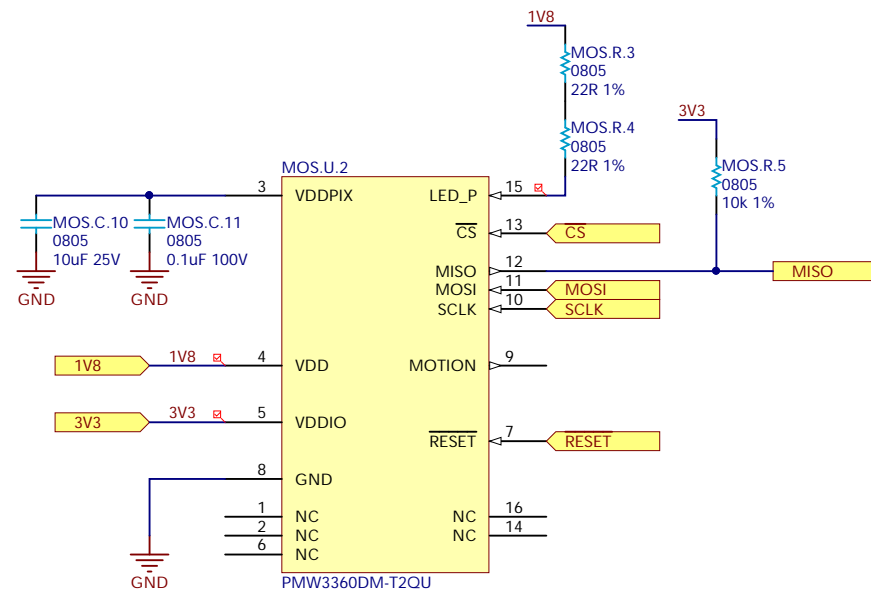 1V8
MOS.R.3
0805
22R 1%
MOS.R.4
0805
22R 1%
3V3
MOS.R.5
0805
10k 1%
MOS.U.2
3
VDDPIX
LED_P
15
MOS.C.10
0805
10uF 25V
GND
MOS.C.11
0805
0.1uF 100V
GND
CS
13
CS
MISO
12
MISO
MOSI
11
MOSI
SCLK
10
SCLK
1V8
1V8
4
VDD
MOTION
9
3V3
3V3
5
VDDIO
RESET
7
RESET
8
GND
GND
1
NC
2
NC
6
NC
NC
16
NC
14
PMW3360DM-T2QU